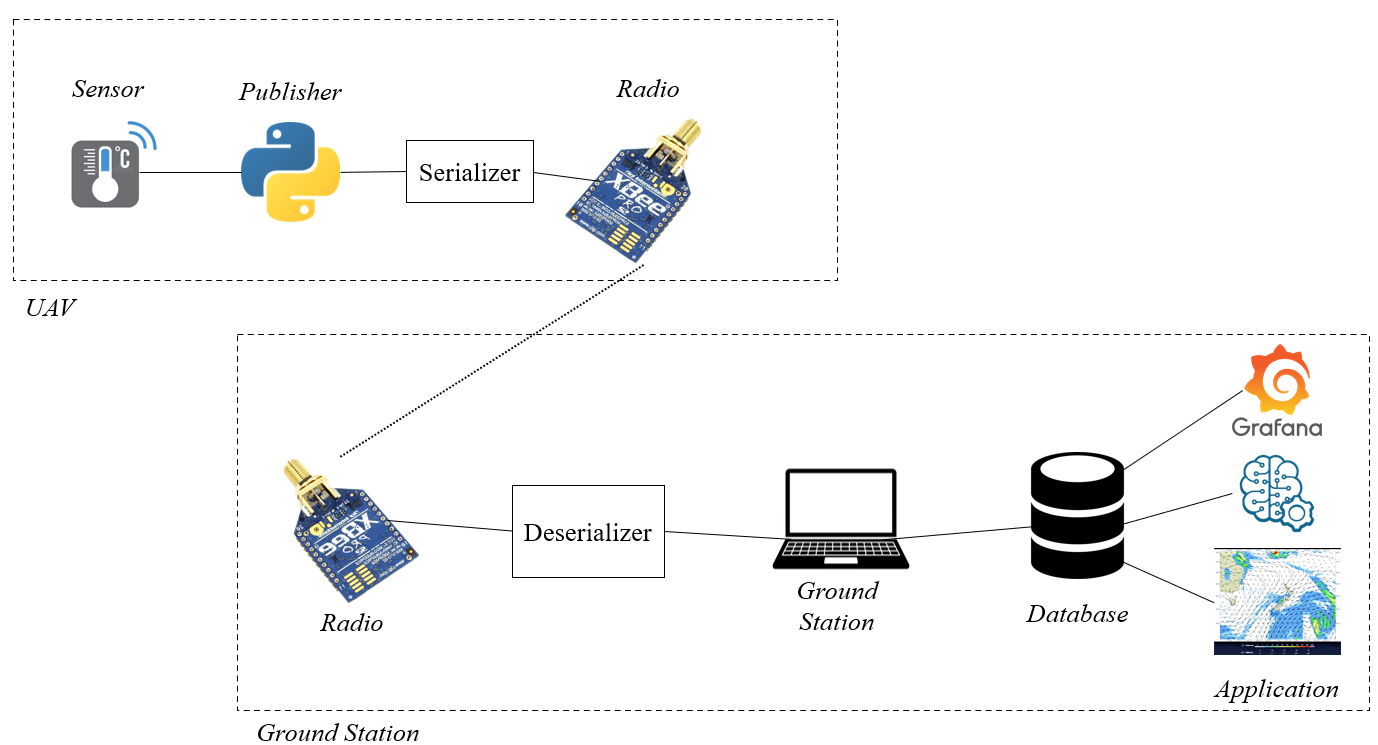 Sensor
Publisher
Radio
°C
Serializer
XBee
PRO
UAV
Grafana
Deserializer
XBee
PRO
Ground
Station
Database
Radio
Application
Ground Station